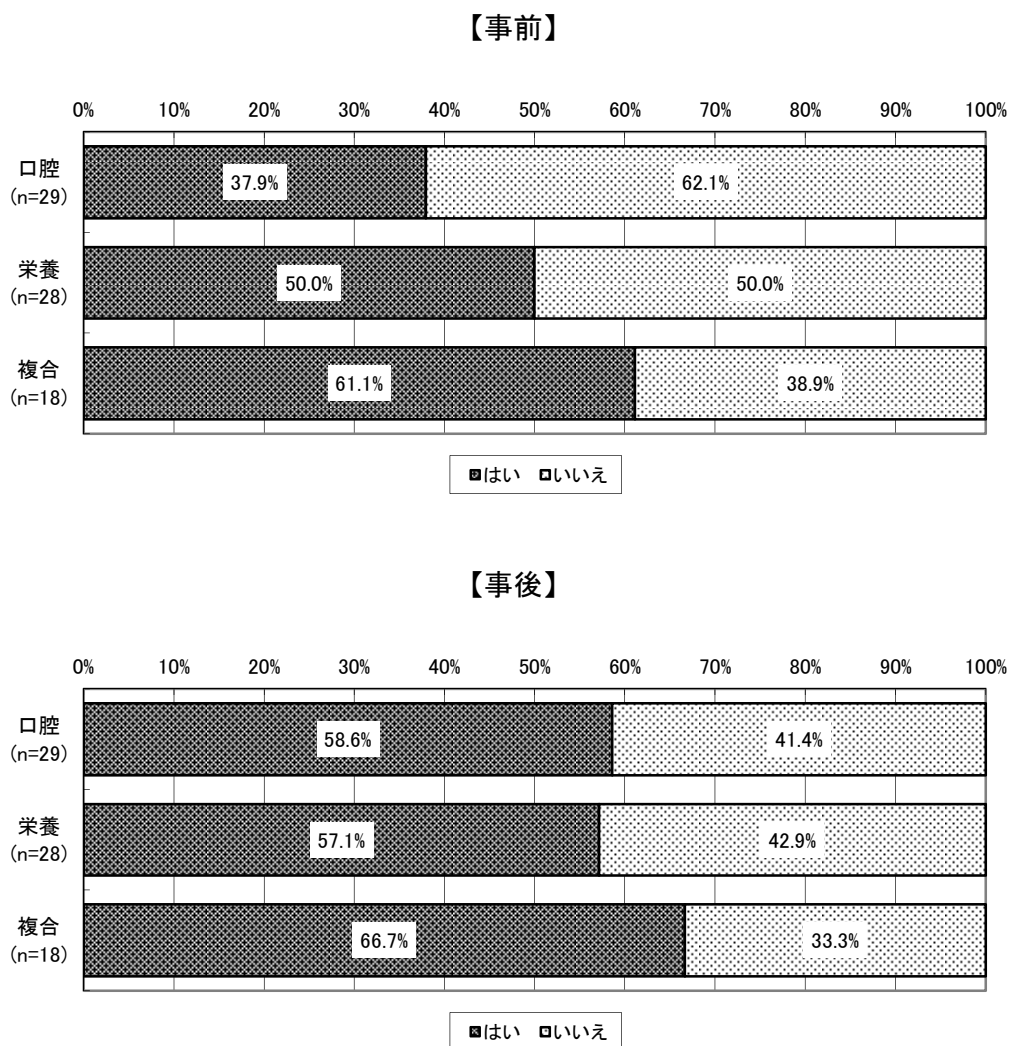 【事前】
0% 10% 20% 30% 40% 50% 60% 70% 80% 90% 100%
口腔
(n=29)
37.9% 62.1%
栄養
(n=28)
50.0% 50.0%
複合
(n=18)
61.1% 38.9%
はい いいえ
【事後】
0% 10% 20% 30% 40% 50% 60% 70% 80% 90% 100%
口腔
(n=29)
58.6% 41.4%
栄養
(n=28)
57.1% 42.9%
複合
(n=18)
66.7% 33.3%
はい いいえ